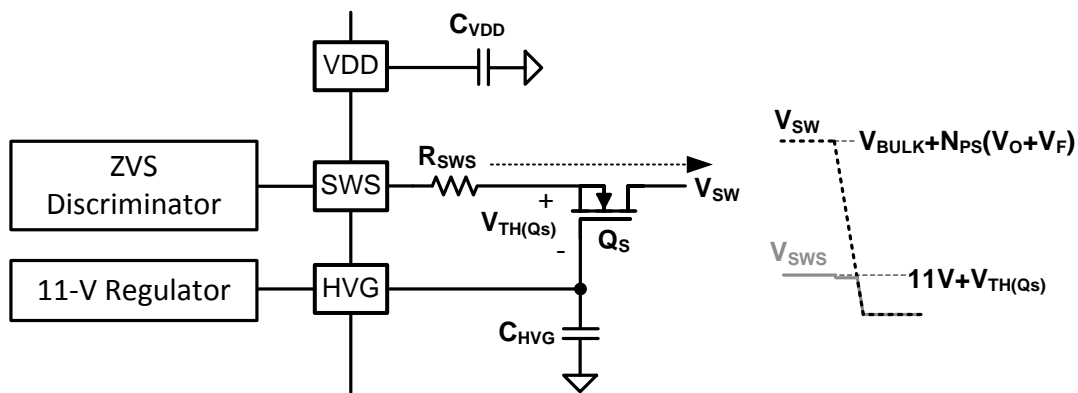 C_VDD
VDD
ZVS
Discriminator
SWS
R_SWS
V_SW
+
V_TH(Qs)
-
Q_S
11-V Regulator
HVG
C_HVG
V_SW
V_BULK+N_PS(V_O+V_F)
V_SWS
11V+V_TH(Qs)